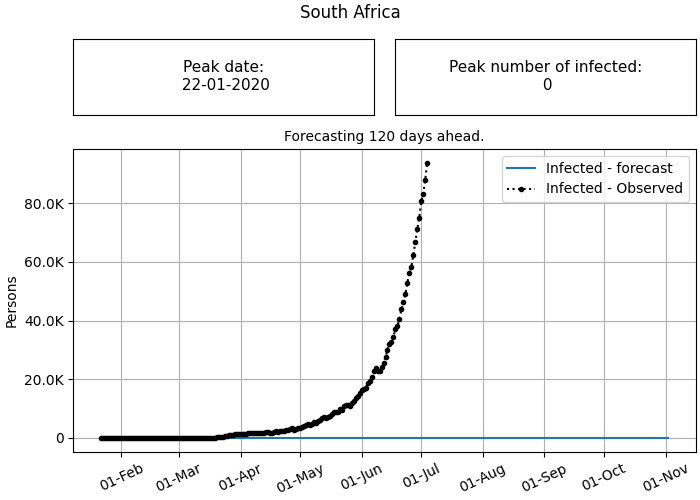 South Africa
Peak date:
22-01-2020
Peak number of infected:
0
Forecasting 120 days ahead.
Infected - forecast
Infected - Observed
80.0K
60.0K
40.0K
20.0K
0
Persons
01-Feb
01-Mar
01-Apr
01-May
01-Jun
01-Jul
01-Aug
01-Sep
01-Oct
01-Nov